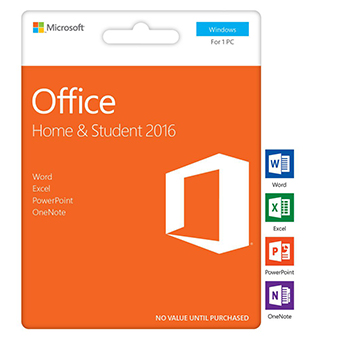 Microsoft
Windows
For 1 PC
Office
Home & Student 2016
Word
Excel
PowerPoint
OneNote
NO VALUE UNTIL PURCHASED
W
Word
X
Excel
P
PowerPoint
N
OneNote